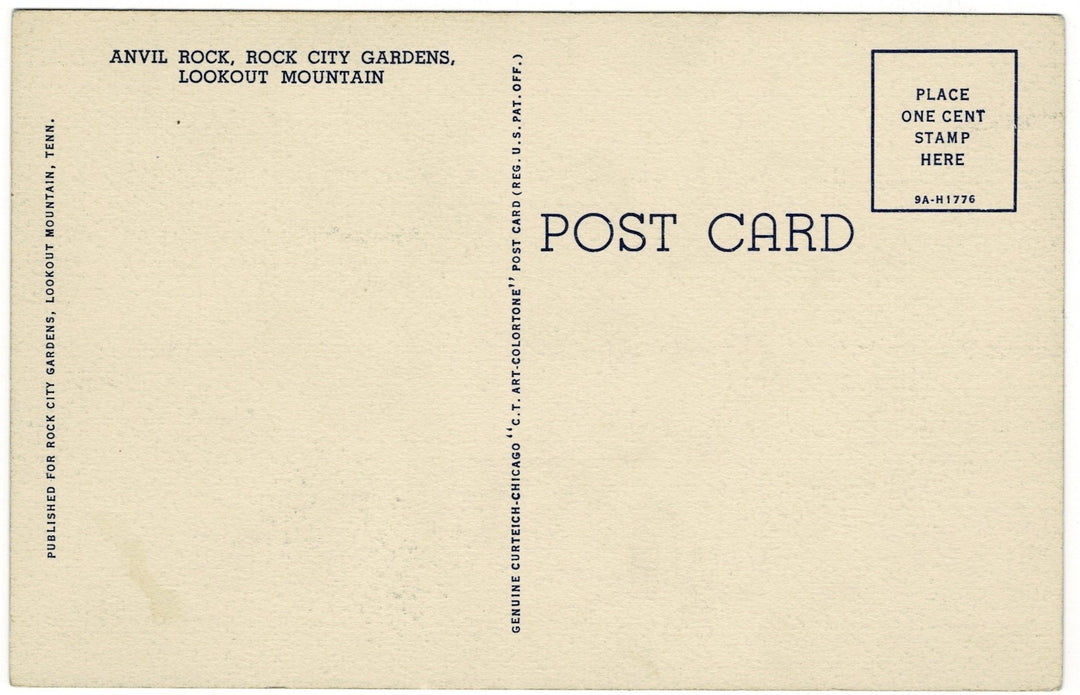 ANVIL ROCK, ROCK CITY GARDENS,
LOOKOUT MOUNTAIN
PUBLISHED FOR ROCK CITY GARDENS, LOOKOUT MOUNTAIN, TENN.
GENUINE CURTEICH-CHICAGO "C.T. ART-COLORTONE" POST CARD (REG. U.S. PAT. OFF.)
POST CARD
PLACE
ONE CENT
STAMP
HERE
9A-H1776